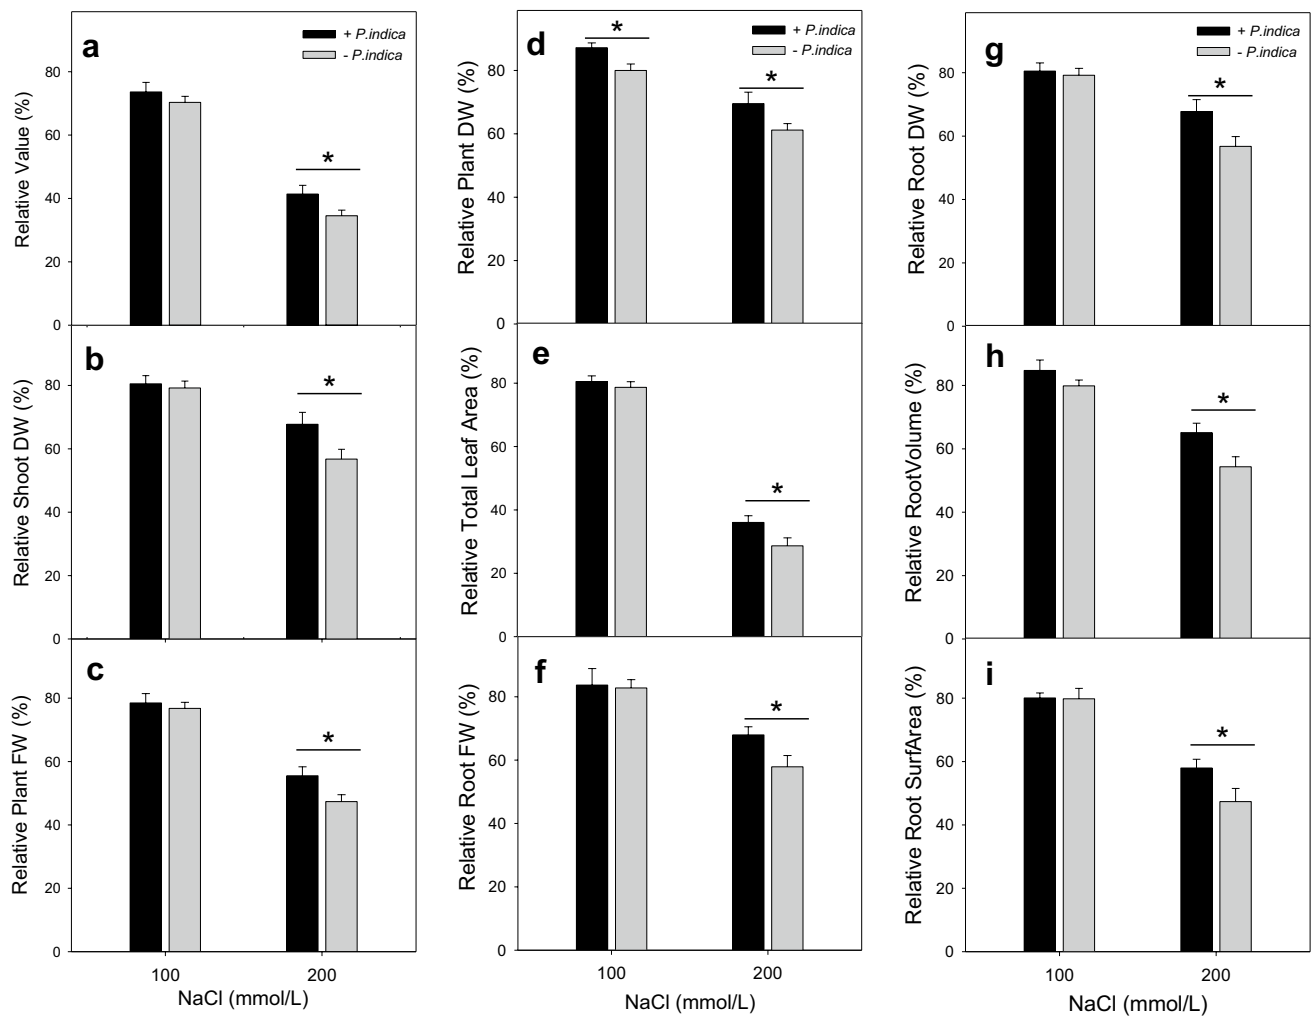 a
+ P.indica
- P.indica
Relative Value (%)
80
60
40
20
0
*
b
Relative Shoot DW (%)
80
60
40
20
0
*
c
Relative Plant FW (%)
80
60
40
20
0
*
100
200
NaCl (mmol/L)
d
+ P.indica
- P.indica
Relative Plant DW (%)
80
60
40
20
0
*
*
e
Relative Total Leaf Area (%)
80
60
40
20
0
*
f
Relative Root FW (%)
80
60
40
20
0
*
100
200
NaCl (mmol/L)
g
+ P.indica
- P.indica
Relative Root DW (%)
80
60
40
20
0
*
h
Relative RootVolume (%)
80
60
40
20
0
*
i
Relative Root SurfArea (%)
80
60
40
20
0
*
100
200
NaCl (mmol/L)